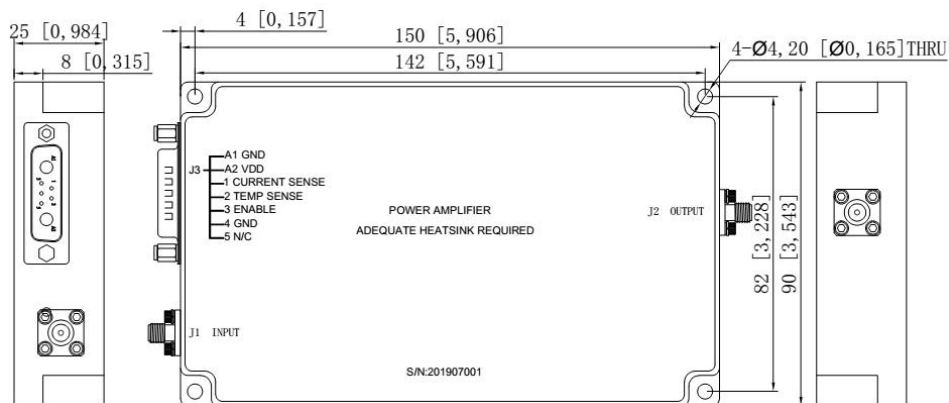 25 [0,984]
8 [0,315]
4 [0,157]
150 [5,906]
142 [5,591]
4-Ø4,20 [Ø0,165]THRU
J3
A1 GND
A2 VDD
1 CURRENT SENSE
2 TEMP SENSE
3 ENABLE
4 GND
5 N/C
POWER AMPLIFIER
ADEQUATE HEATSINK REQUIRED
J2 OUTPUT
82 [3,228]
90 [3,543]
J1 INPUT
S/N:201907001